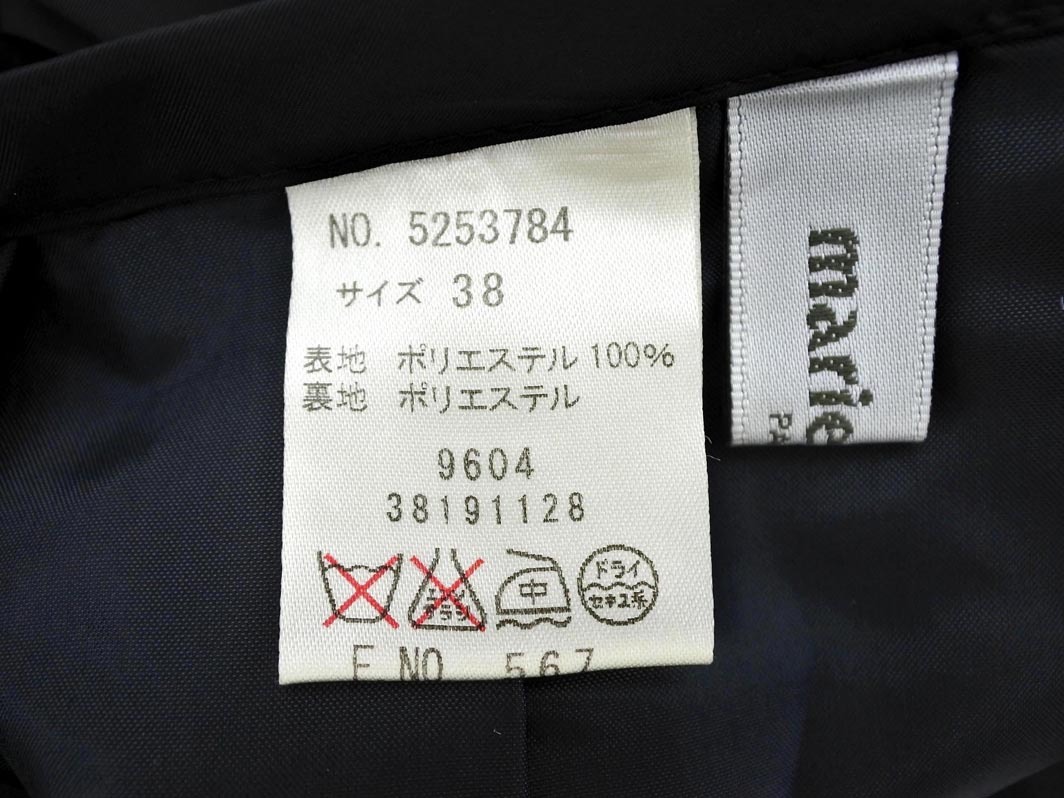 NO. 5253784
サイズ 38
表地 ポリエステル 100%
裏地 ポリエステル
9604
38191128
中
ドライ
セキユ系
F NO 567
marie
PA